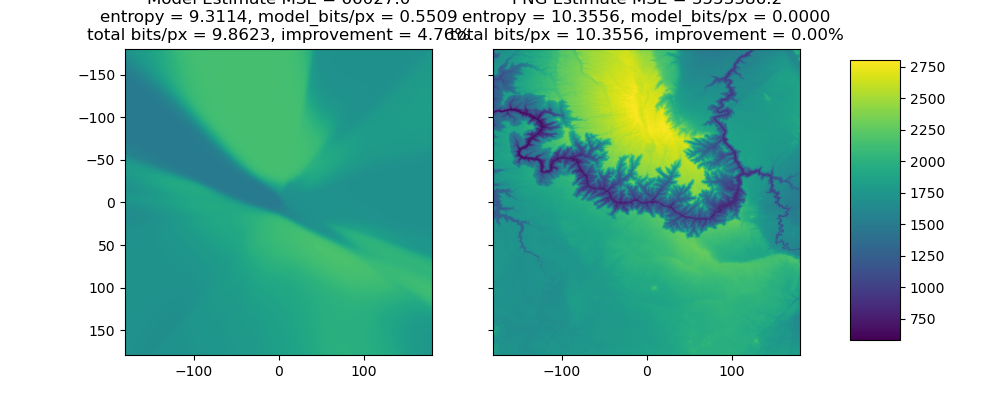 entropy = 9.3114, model_bits/px = 0.5509
total bits/px = 9.8623, improvement = 4.76%
entropy = 10.3556, model_bits/px = 0.0000
total bits/px = 10.3556, improvement = 0.00%
−150
−100
−50
0
50
100
150
−100 0 100
−100 0 100
2750
2500
2250
2000
1750
1500
1250
1000
750